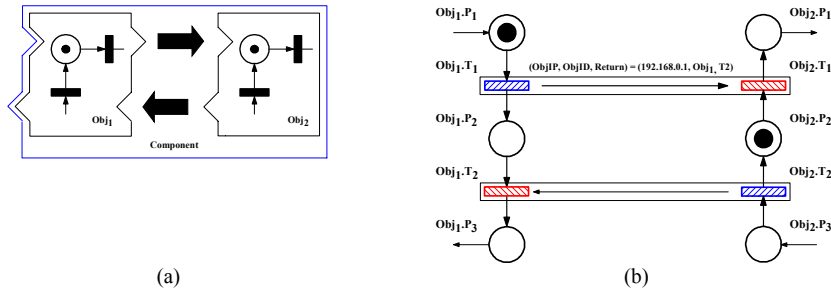 Obj1
Obj2
Component
(a)
Obj1.P1
Obj2.P1
Obj1.T1
(ObjIP, ObjID, Return) = (192.168.0.1, Obj1, T2)
Obj2.T1
Obj1.P2
Obj2.P2
Obj1.T2
Obj2.T2
Obj1.P3
Obj2.P3
(b)